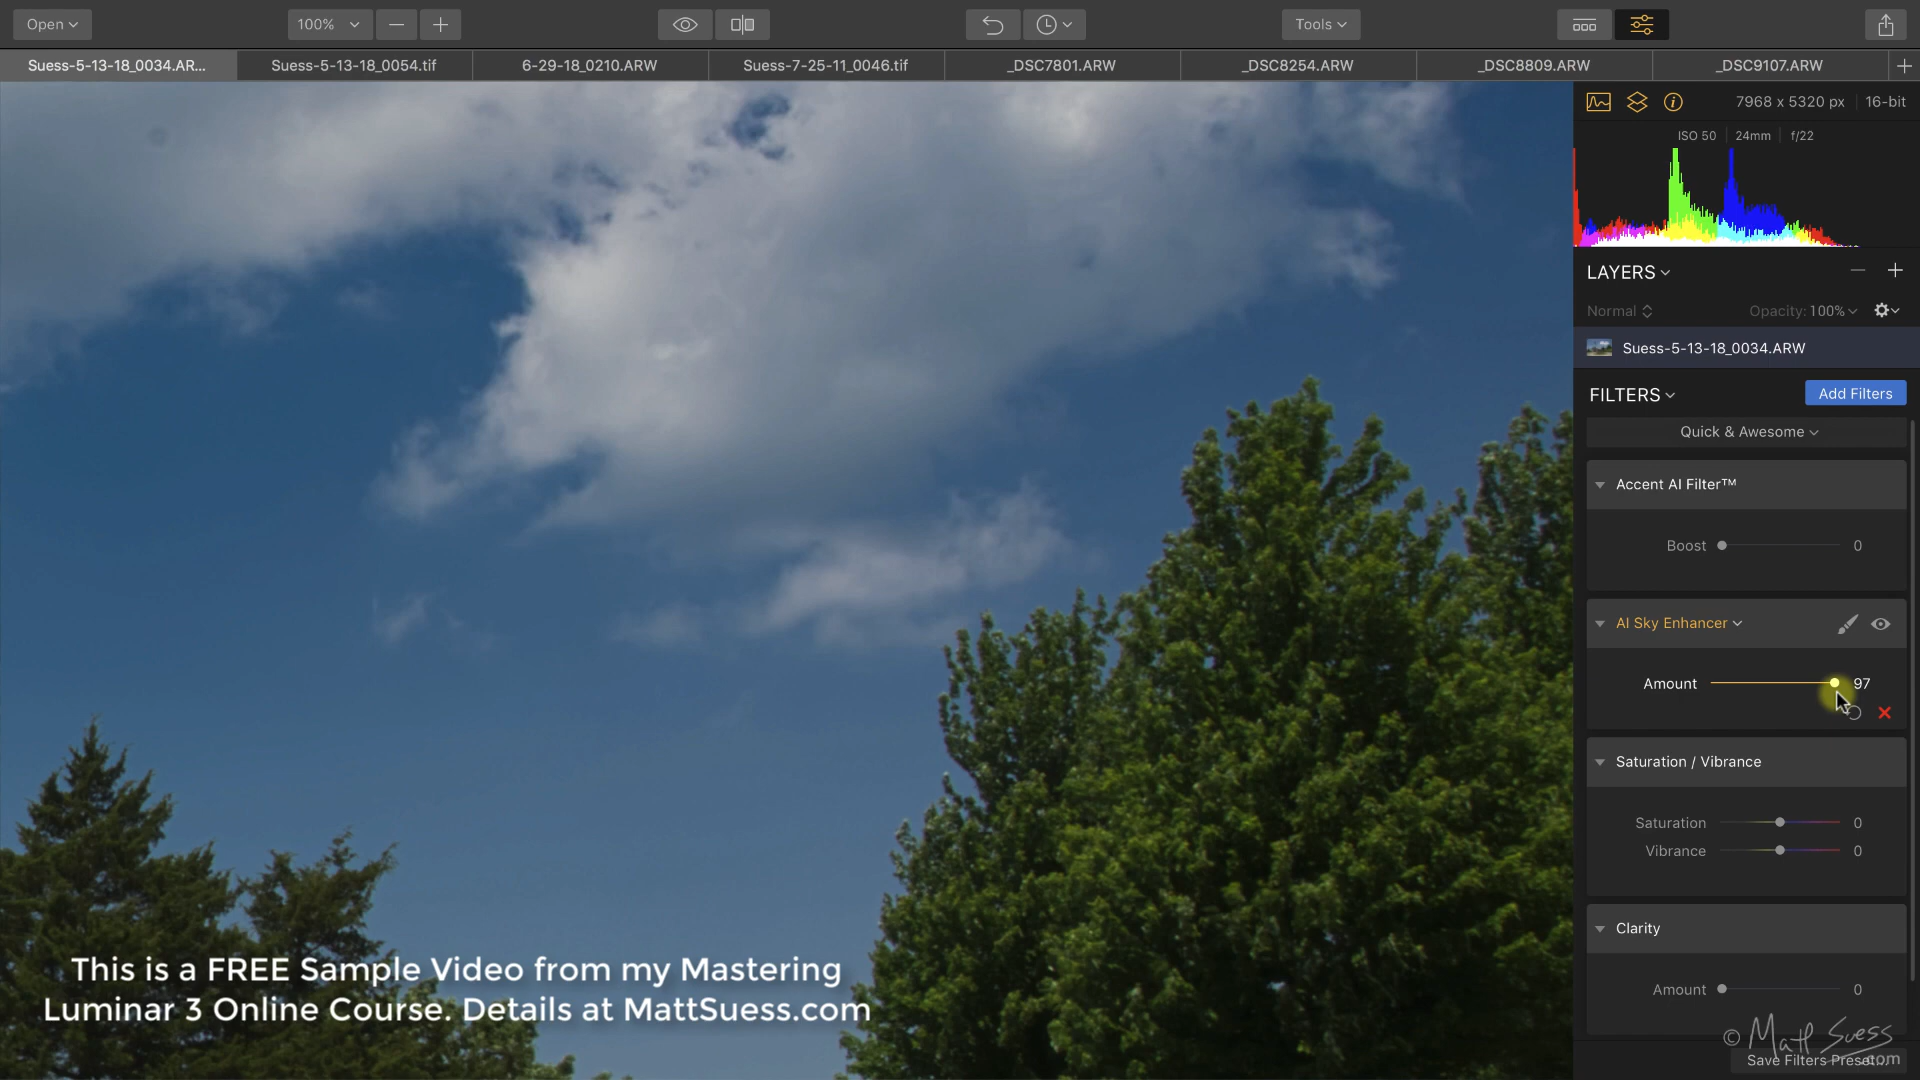 Open
100%
Tools
Suess-5-13-18_0034.AR...
Suess-5-13-18_0054.tif
6-29-18_0210.ARW
Suess-7-25-11_0046.tif
_DSC7801.ARW
_DSC8254.ARW
_DSC8809.ARW
_DSC9107.ARW
7968 x 5320 px
16-bit
ISO 50
24mm
f/22
LAYERS
Normal
Opacity: 100%
Suess-5-13-18_0034.ARW
FILTERS
Add Filters
Quick & Awesome
Accent AI Filter™
Boost 0
AI Sky Enhancer
Amount 97
Saturation / Vibrance
Saturation 0
Vibrance 0
Clarity
Amount 0
© Matt Suess
.com
Save Filters Preset...
This is a FREE Sample Video from my Mastering
Luminar 3 Online Course. Details at MattSuess.com